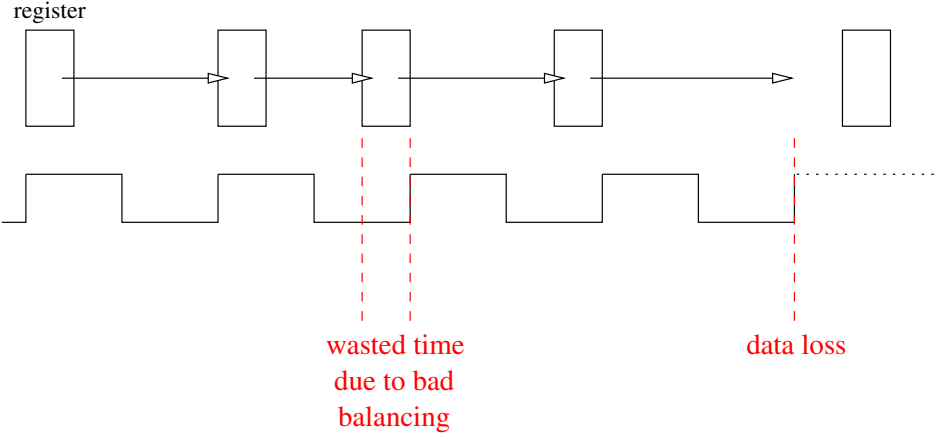 register
wasted time
due to bad
balancing
data loss